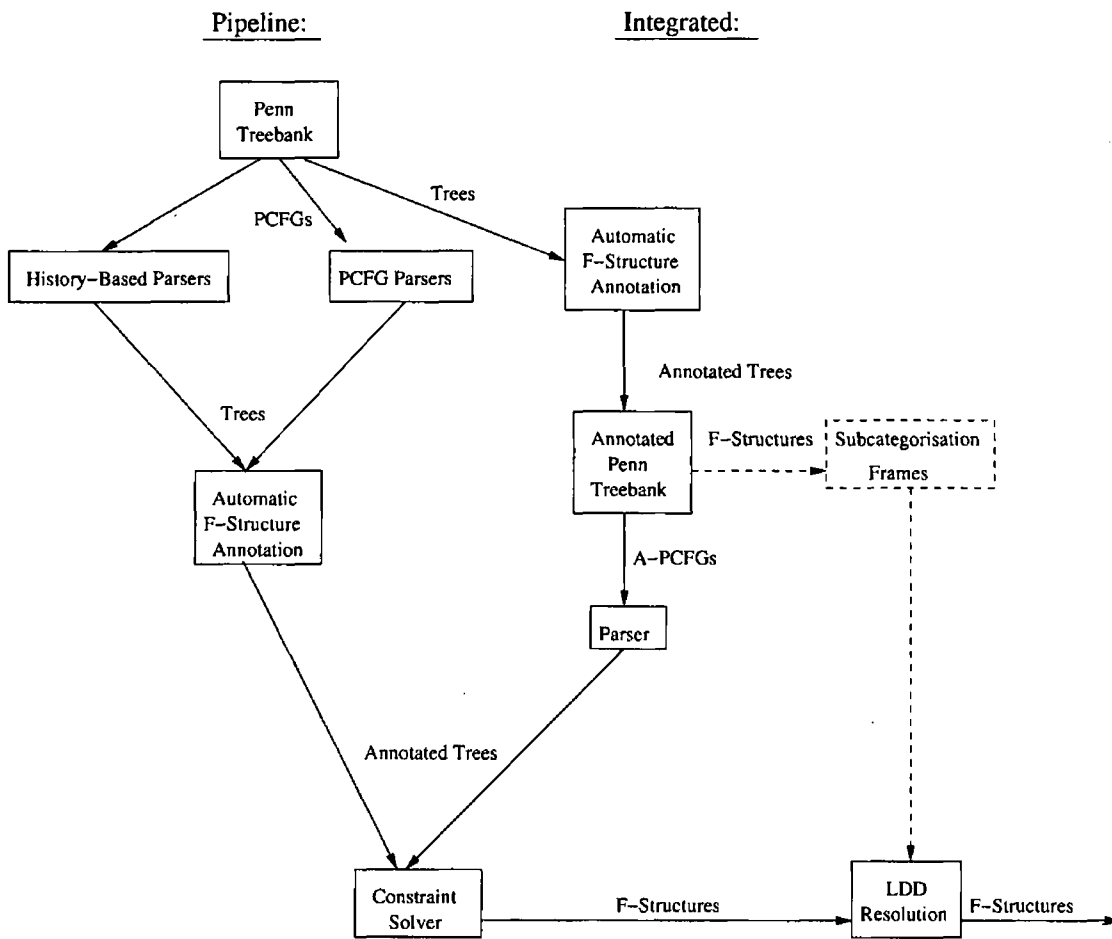 Pipeline:
Integrated:
Penn
Treebank
Trees
PCFGs
History-Based Parsers
PCFG Parsers
Automatic
F-Structure
Annotation
Annotated Trees
Trees
Annotated
Penn
Treebank
F-Structures
Subcategorisation
Frames
Automatic
F-Structure
Annotation
A-PCFGs
Parser
Annotated Trees
Constraint
Solver
F-Structures
LDD
Resolution
F-Structures